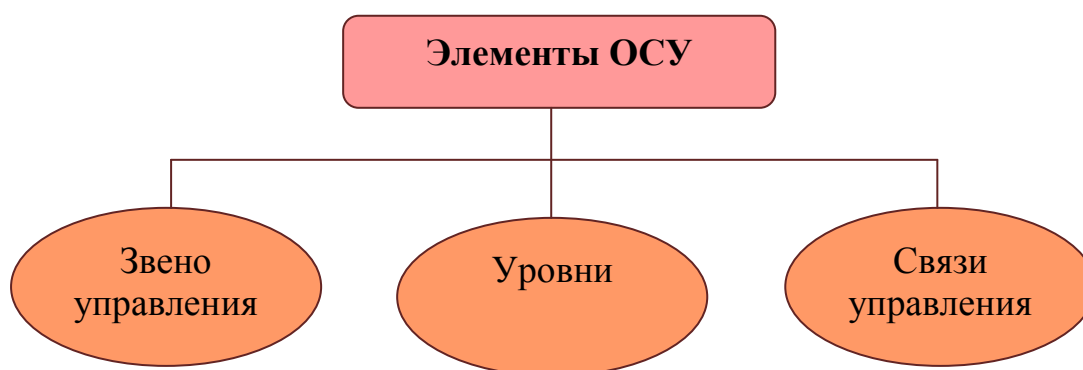 Элементы ОСУ
Звено
управления
Уровни
Связи
управления